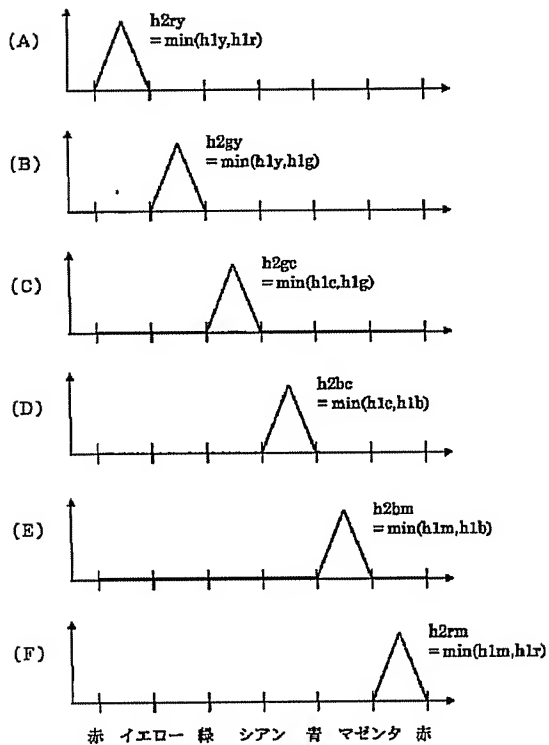 (A)
h2ry
=min(h1y,h1r)
(B)
h2gy
=min(h1y,h1g)
(C)
h2gc
=min(h1c,h1g)
(D)
h2bc
=min(h1c,h1b)
(E)
h2bm
=min(h1m,h1b)
(F)
h2rm
=min(h1m,h1r)
赤 イエロー 緑 シアン 青 マゼンタ 赤